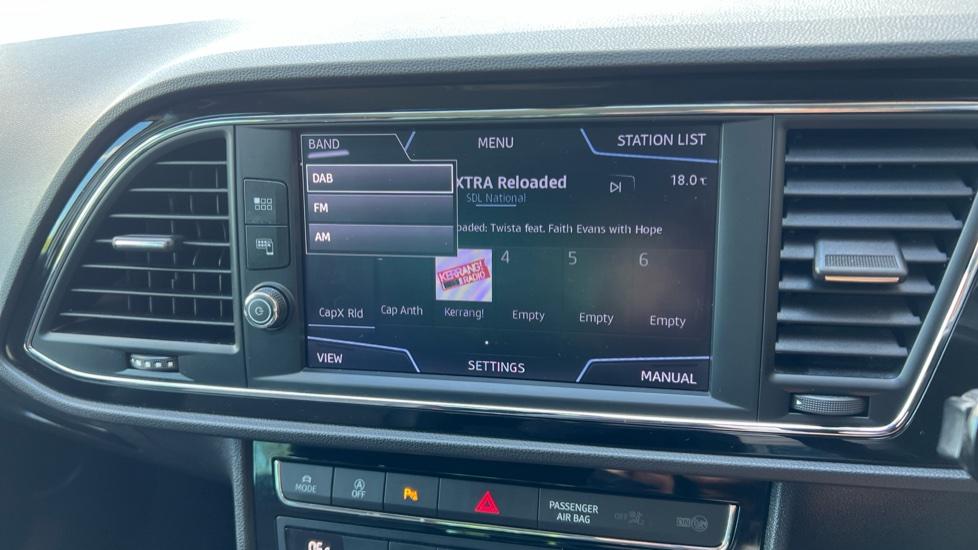 BAND
MENU
STATION LIST
DAB
XTRA Reloaded
18.0°C
SDL National
FM
oaded: Twista feat. Faith Evans with Hope
AM
4
5
6
KERRANG!
RADIO
CapX Rld
Cap Anth
Kerrang!
Empty
Empty
Empty
VIEW
SETTINGS
MANUAL
MODE
A
OFF
P
PASSENGER
AIR BAG
OFF
ON